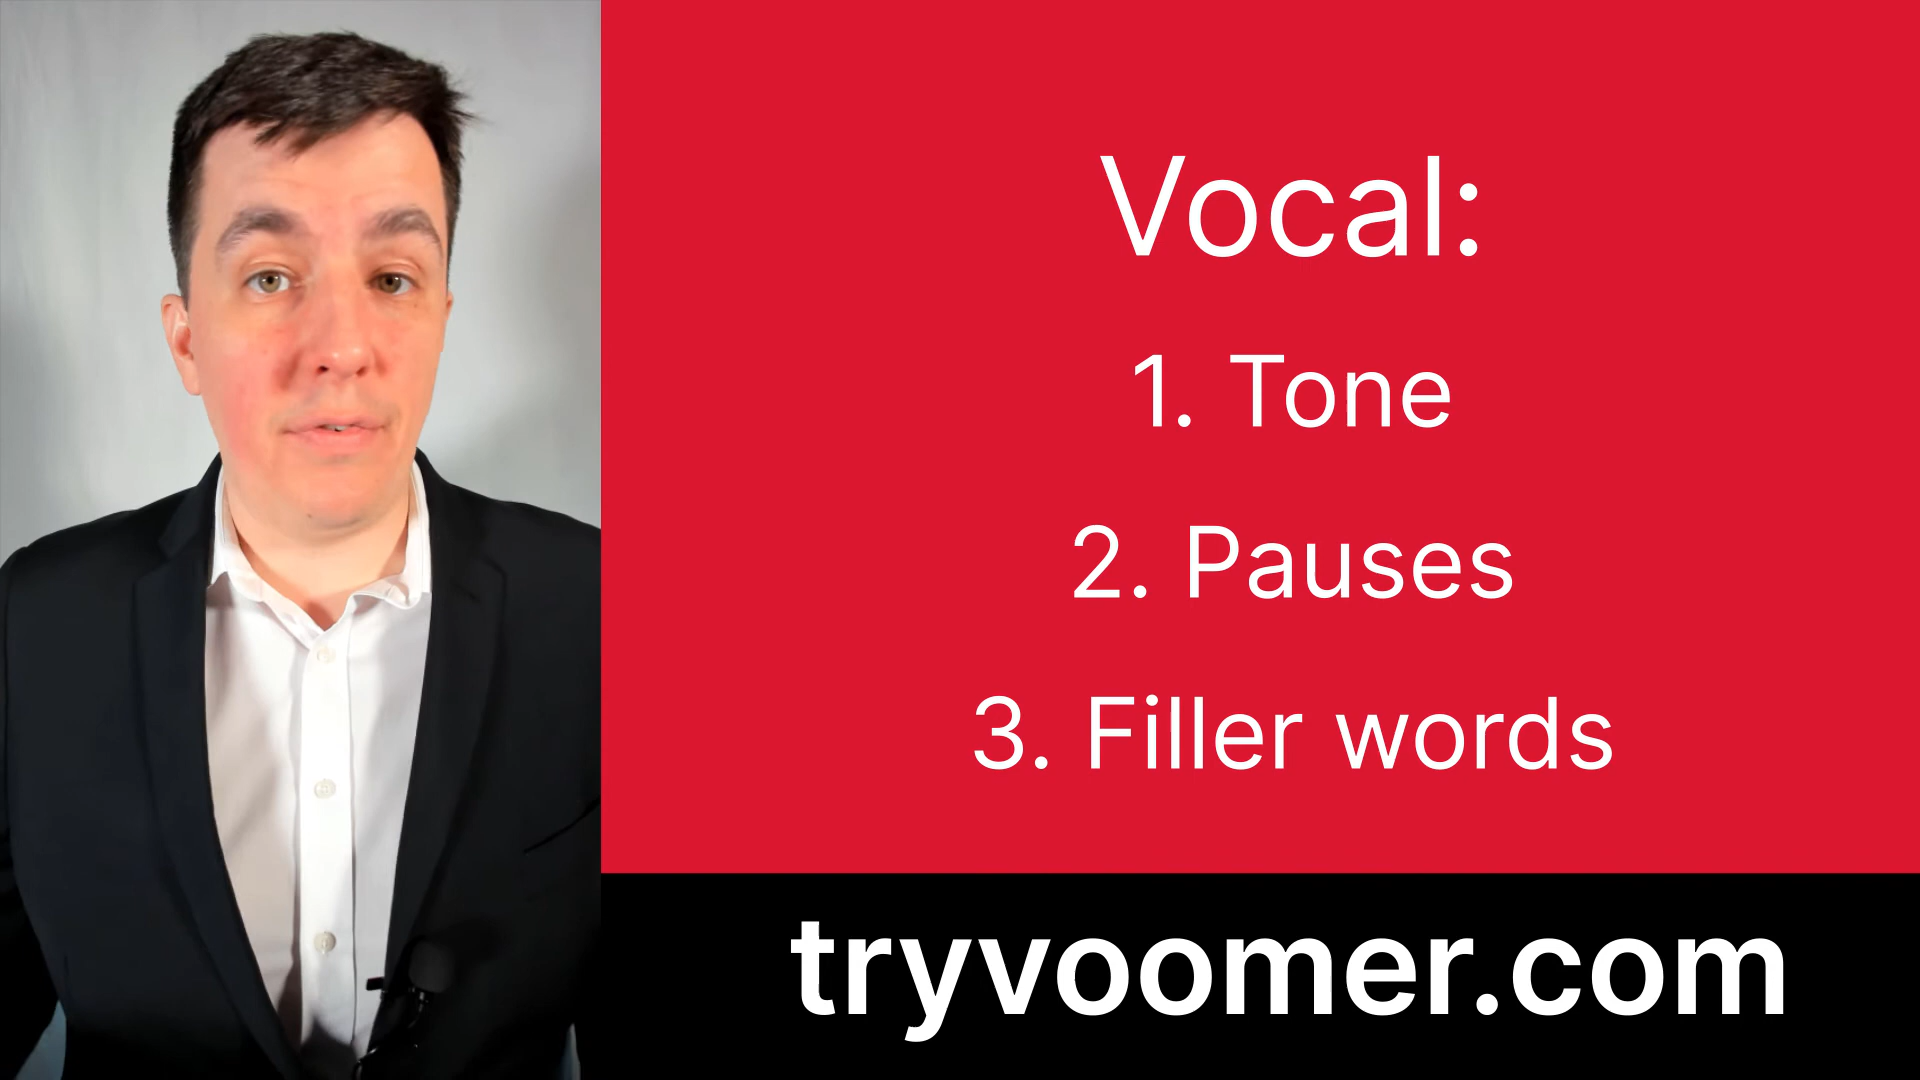 Vocal:
1. Tone
2. Pauses
3. Filler words
tryvoomer.com